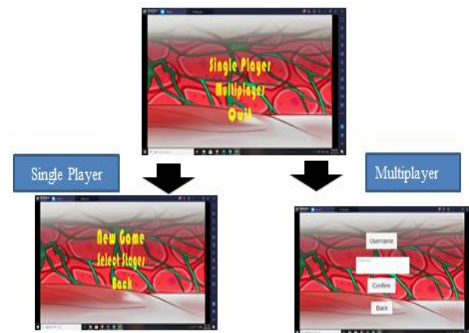 Single Player
Multiplayer
Quit
Single Player
Multiplayer
New Game
Select Stages
Back
Username
Confirm
Back